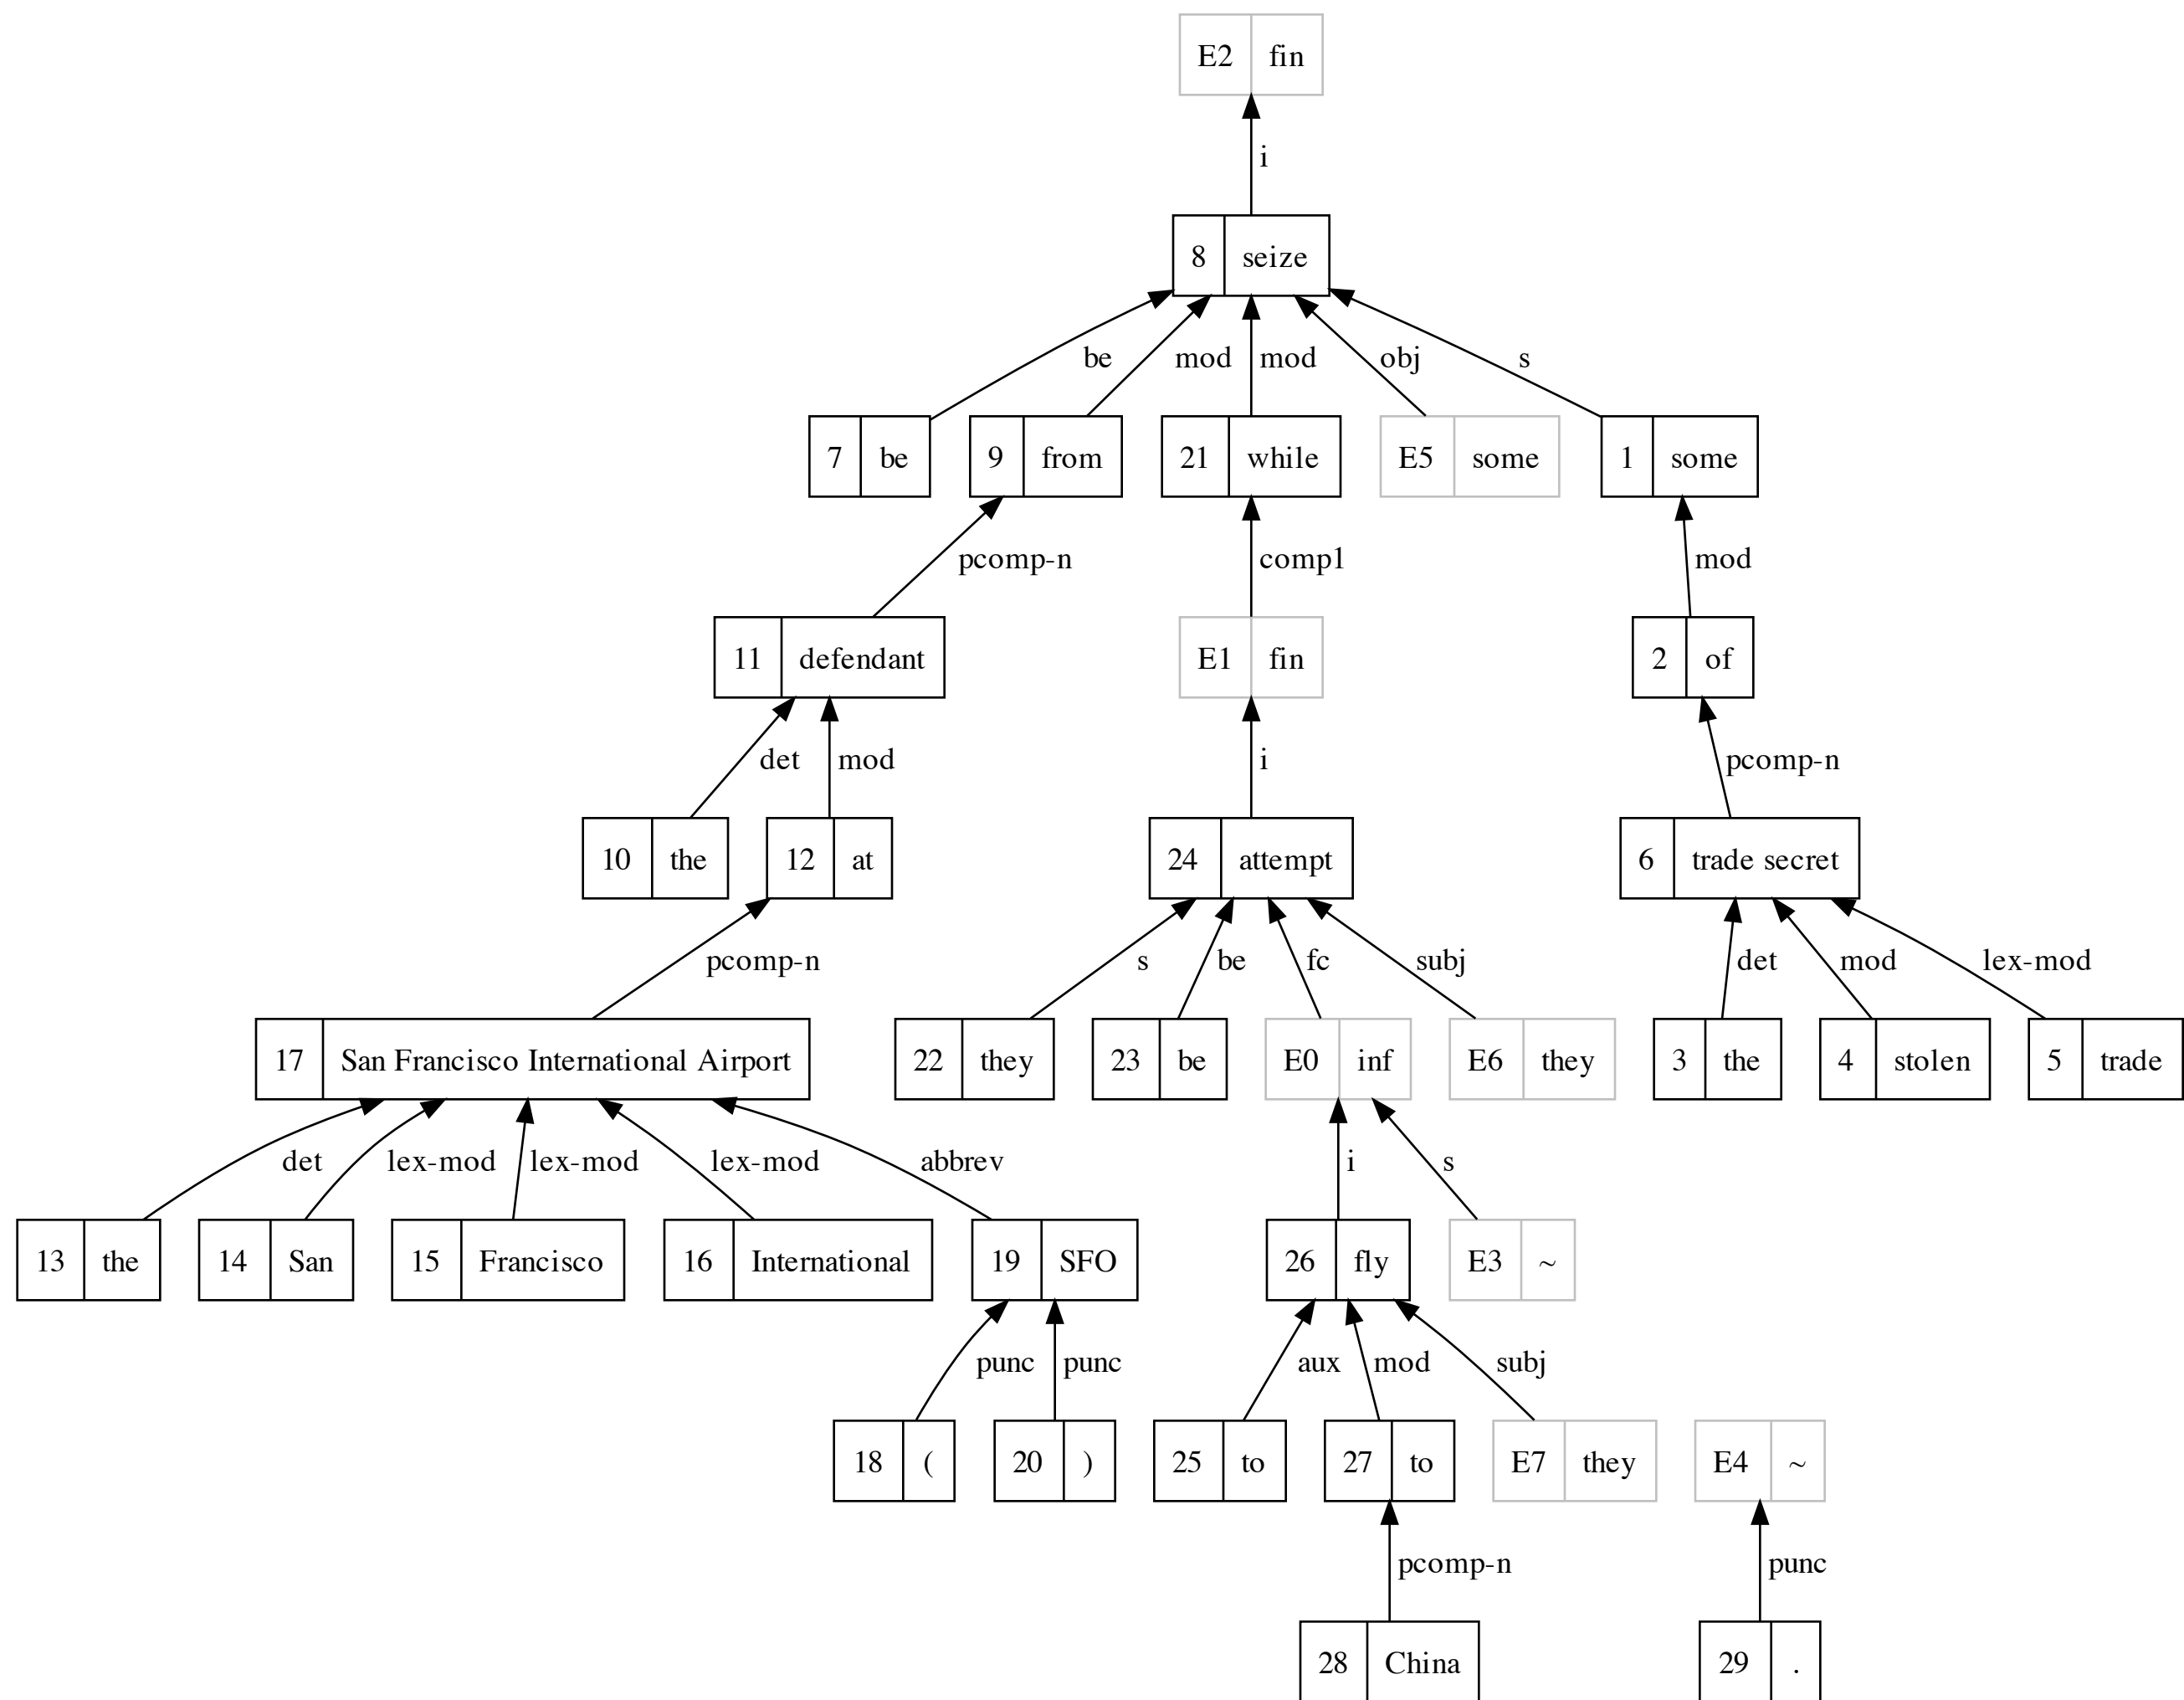 E2 fin
i
8 seize
be mod mod obj s
7 be 9 from 21 while E5 some 1 some
pcomp-n comp1 mod
11 defendant E1 fin 2 of
det mod i pcomp-n
10 the 12 at 24 attempt 6 trade secret
pcomp-n s be fc subj det mod lex-mod
17 San Francisco International Airport 22 they 23 be E0 inf E6 they 3 the 4 stolen 5 trade
det lex-mod lex-mod lex-mod abbrev i s
13 the 14 San 15 Francisco 16 International 19 SFO 26 fly E3 ~
punc punc aux mod subj
18 ( 20 ) 25 to 27 to E7 they E4 ~
pcomp-n punc
28 China 29 .